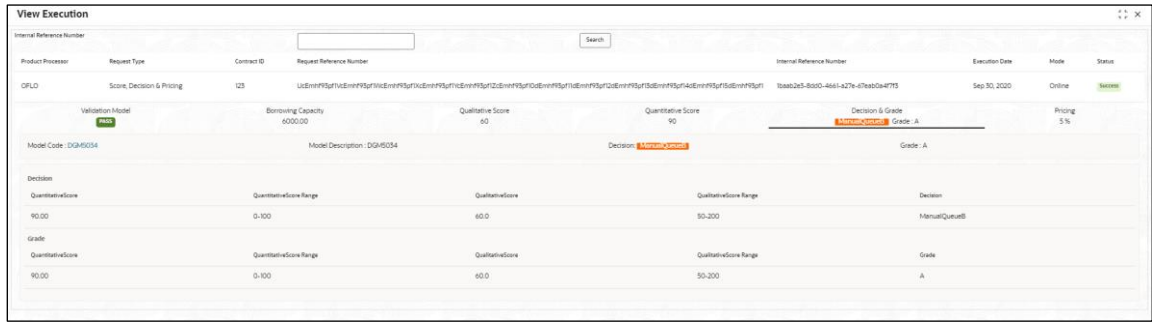 View Execution
Internal Reference Number
Search
Product Processor Request Type Contract ID Request Reference Number Internal Reference Number Execution Date Mode Status
OFLO Score, Decision & Pricing 123 Sep 30, 2020 Online Success
Validation Model Borrowing Capacity Qualitative Score Quantitative Score Decision & Grade Pricing
PASS 6000.00 60 90 ManualQueueB Grade : A 5 %
Model Code : DGM5034 Model Description : DGM5034 Decision: ManualQueueB Grade : A
Decision
QuantitativeScore QuantitativeScore Range QualitativeScore QualitativeScore Range Decision
90.00 0-100 60.0 50-200 ManualQueueB
Grade
QuantitativeScore QuantitativeScore Range QualitativeScore QualitativeScore Range Grade
90.00 0-100 60.0 50-200 A